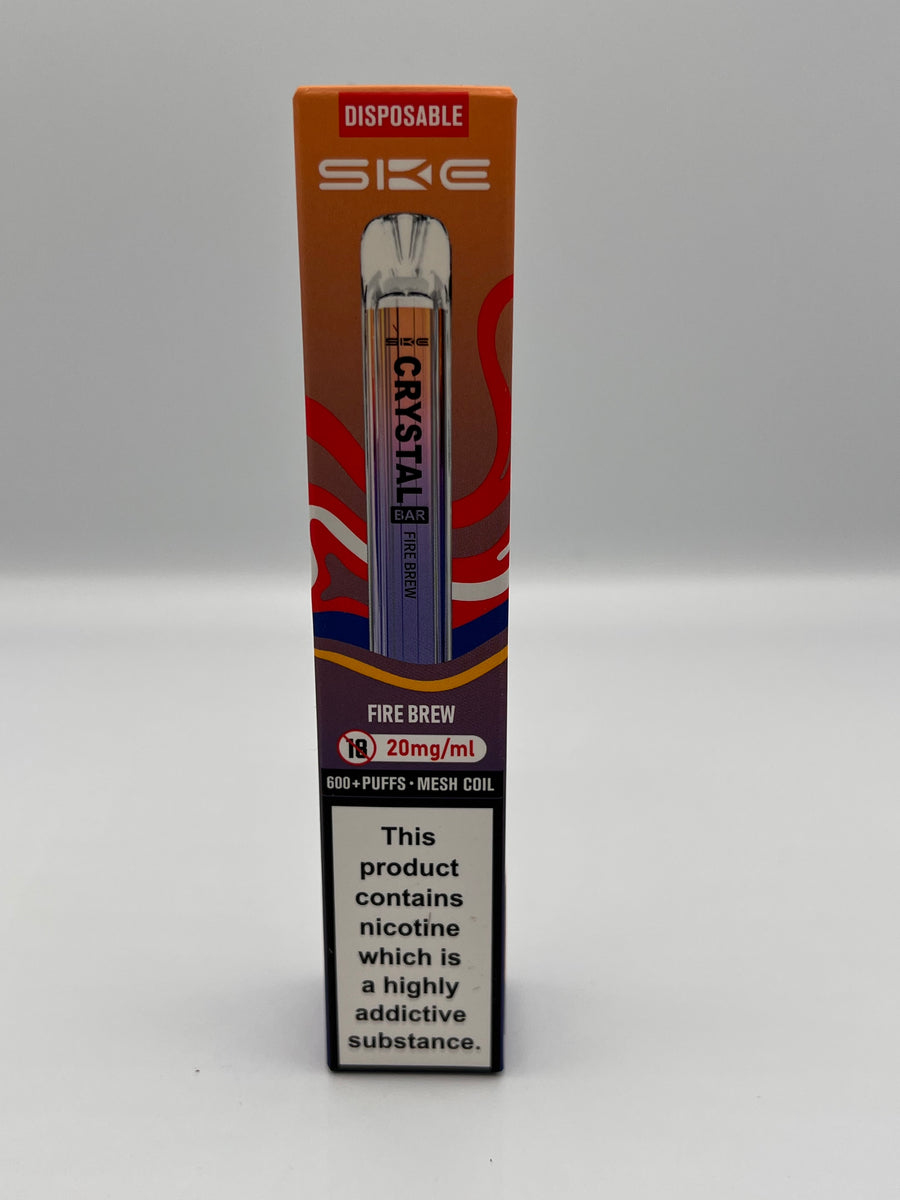 DISPOSABLE
SKE
SKE
CRYSTAL
BAR
FIRE BREW
FIRE BREW
18 20mg/ml
600+PUFFS · MESH COIL
This
product
contains
nicotine
which is
a highly
addictive
substance.